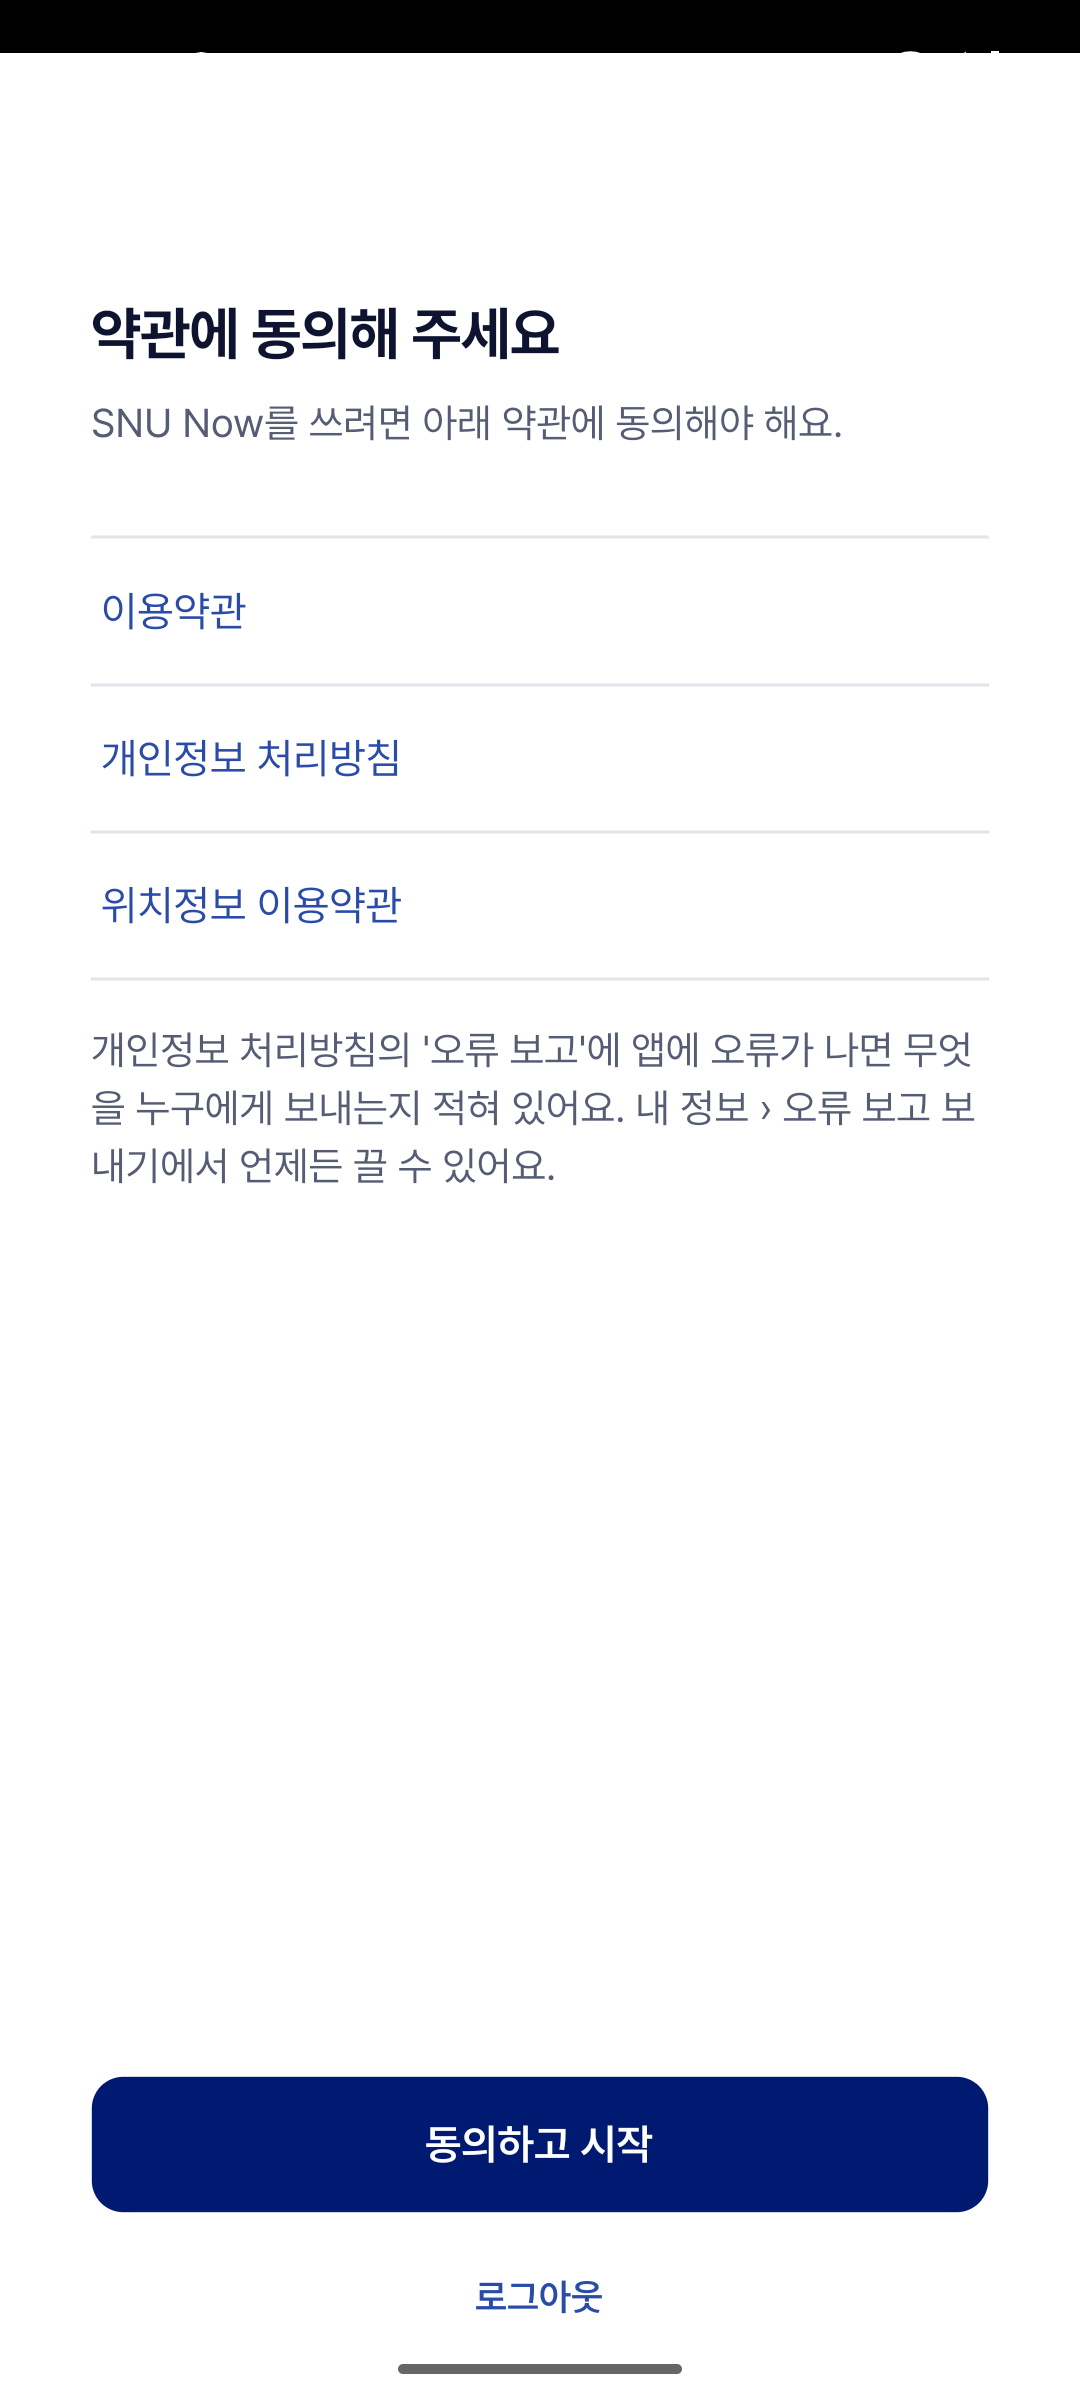 약관에 동의해 주세요
SNU Now를 쓰려면 아래 약관에 동의해야 해요.
이용약관
개인정보 처리방침
위치정보 이용약관
개인정보 처리방침의 '오류 보고'에 앱에 오류가 나면 무엇
을 누구에게 보내는지 적혀 있어요. 내 정보 › 오류 보고 보
내기에서 언제든 끌 수 있어요.
동의하고 시작
로그아웃